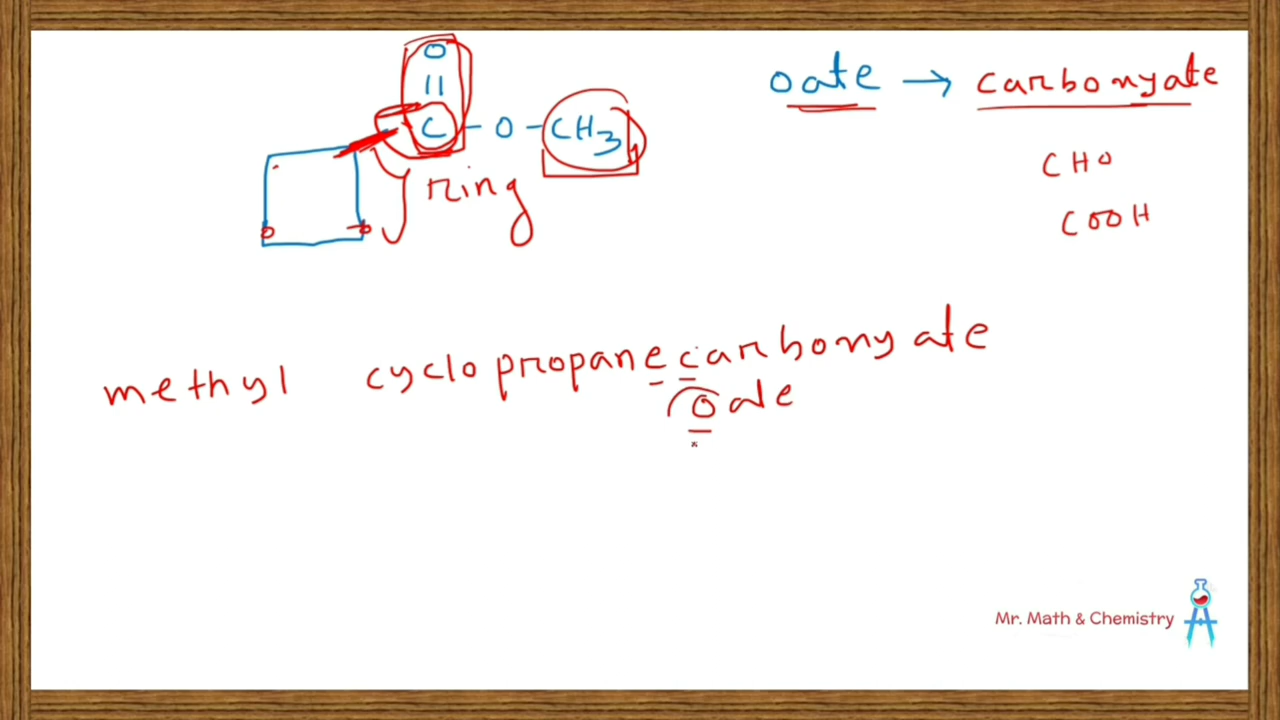 O
||
C - O - CH3
ring
oate → carbonyate
CHO
COOH
methyl cyclopropanecarbonyate
oate
Mr. Math & Chemistry